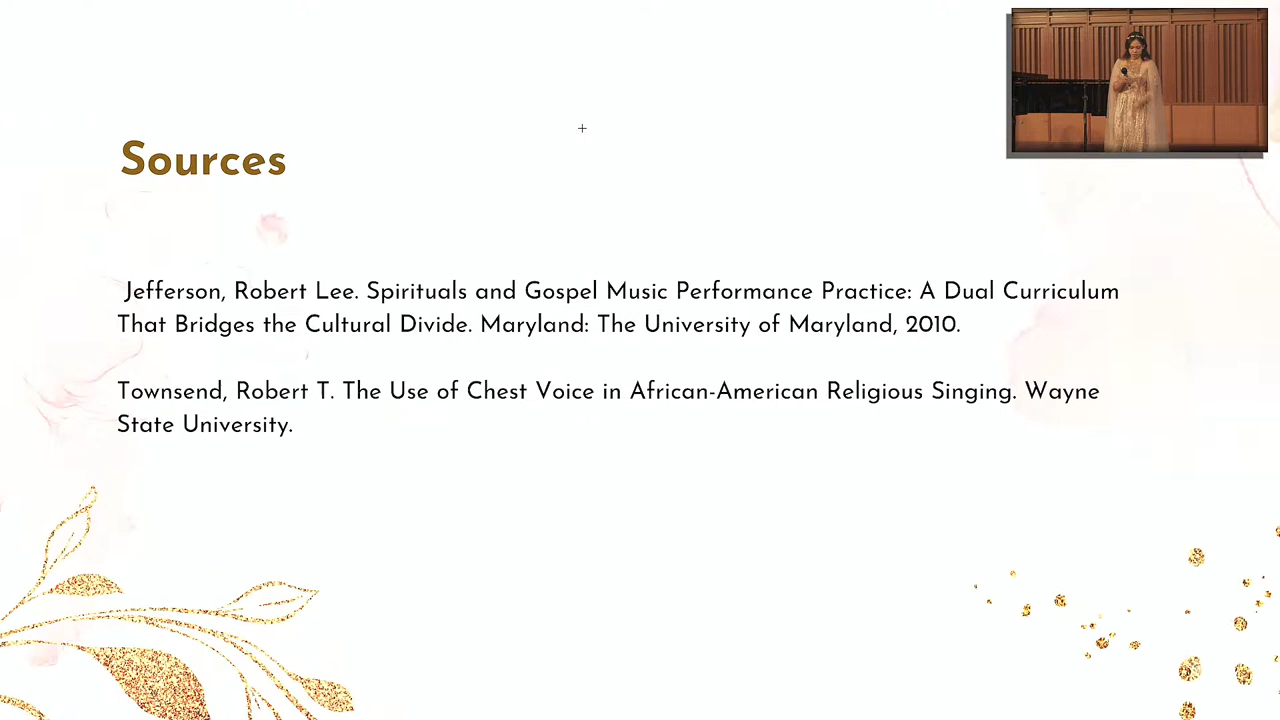 Sources
Jefferson, Robert Lee. Spirituals and Gospel Music Performance Practice: A Dual Curriculum
That Bridges the Cultural Divide. Maryland: The University of Maryland, 2010.
Townsend, Robert T. The Use of Chest Voice in African-American Religious Singing. Wayne
State University.